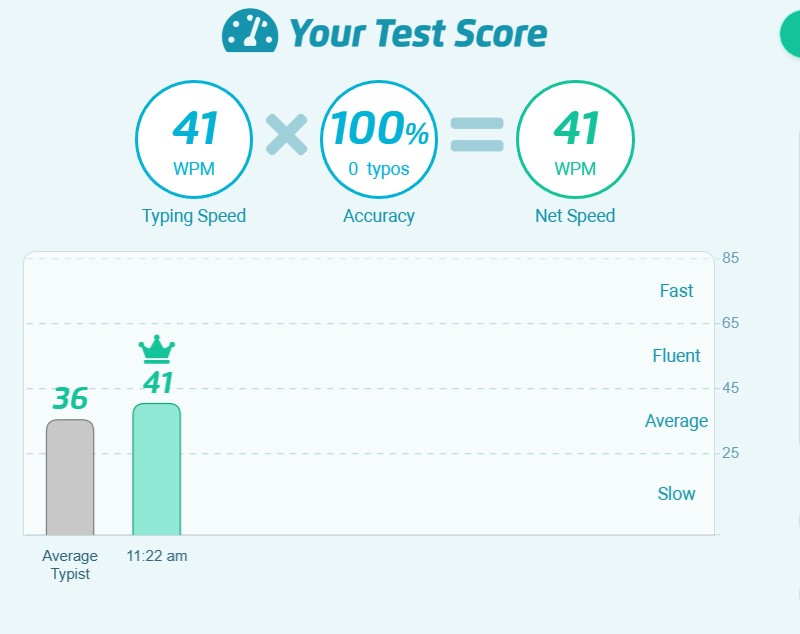 Your Test Score
41 × 100% = 41
WPM 0 typos WPM
Typing Speed Accuracy Net Speed
85
Fast
65
Fluent
41
45
36
Average
25
Slow
Average 11:22 am
Typist